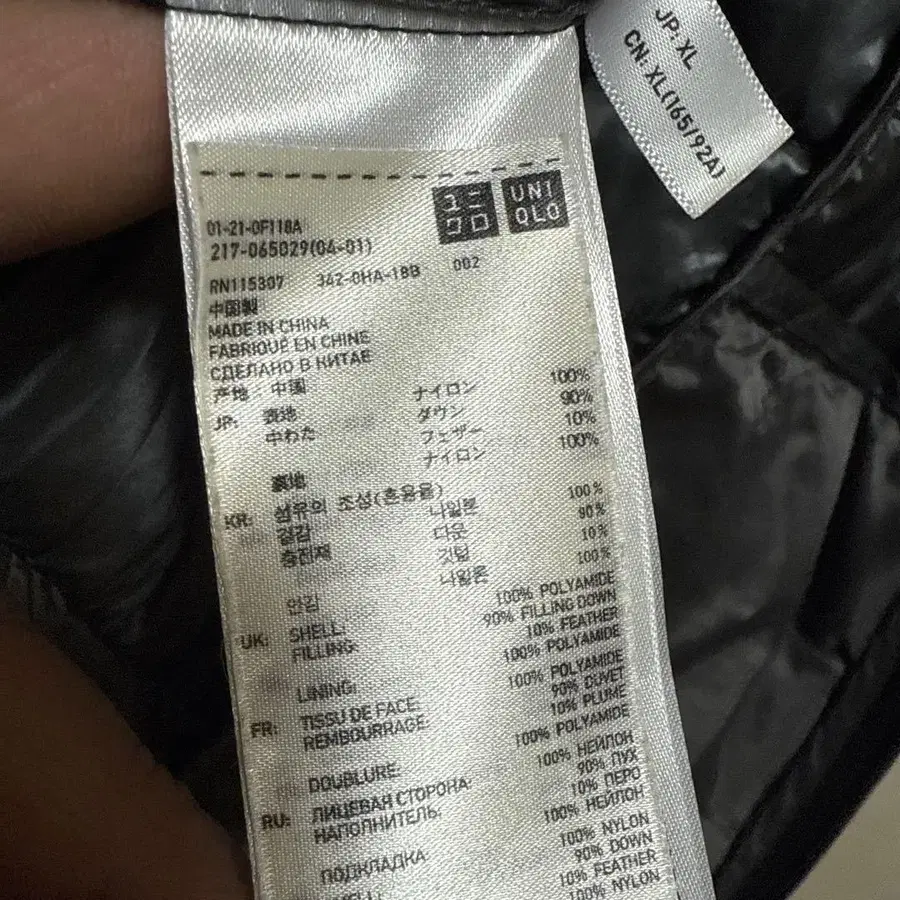 JP: XL
CN: XL(165/92A)
ユニ
クロ
UNI
QLO
01-21-0F118A
217-065029(04-01)
RN115307 342-0HA-1BB 002
中国製
MADE IN CHINA
FABRIQUÉ EN CHINE
СДЕЛАНО В КИТАЕ
产地: 中国
JP: 表地 ナイロン 100%
中わた ダウン 90%
フェザー 10%
裏地 ナイロン 100%
KR: 섬유의 조성(혼용율)
겉감 나일론 100%
충전재 다운 90%
깃털 10%
안감 나일론 100%
UK: SHELL: 100% POLYAMIDE
FILLING: 90% FILLING DOWN
10% FEATHER
LINING: 100% POLYAMIDE
FR: TISSU DE FACE: 100% POLYAMIDE
REMBOURRAGE: 90% DUVET
10% PLUME
DOUBLURE: 100% POLYAMIDE
RU: ЛИЦЕВАЯ СТОРОНА: 100% НЕЙЛОН
НАПОЛНИТЕЛЬ: 90% ПУХ
10% ПЕРО
ПОДКЛАДКА: 100% НЕЙЛОН
100% NYLON
90% DOWN
10% FEATHER
100% NYLON